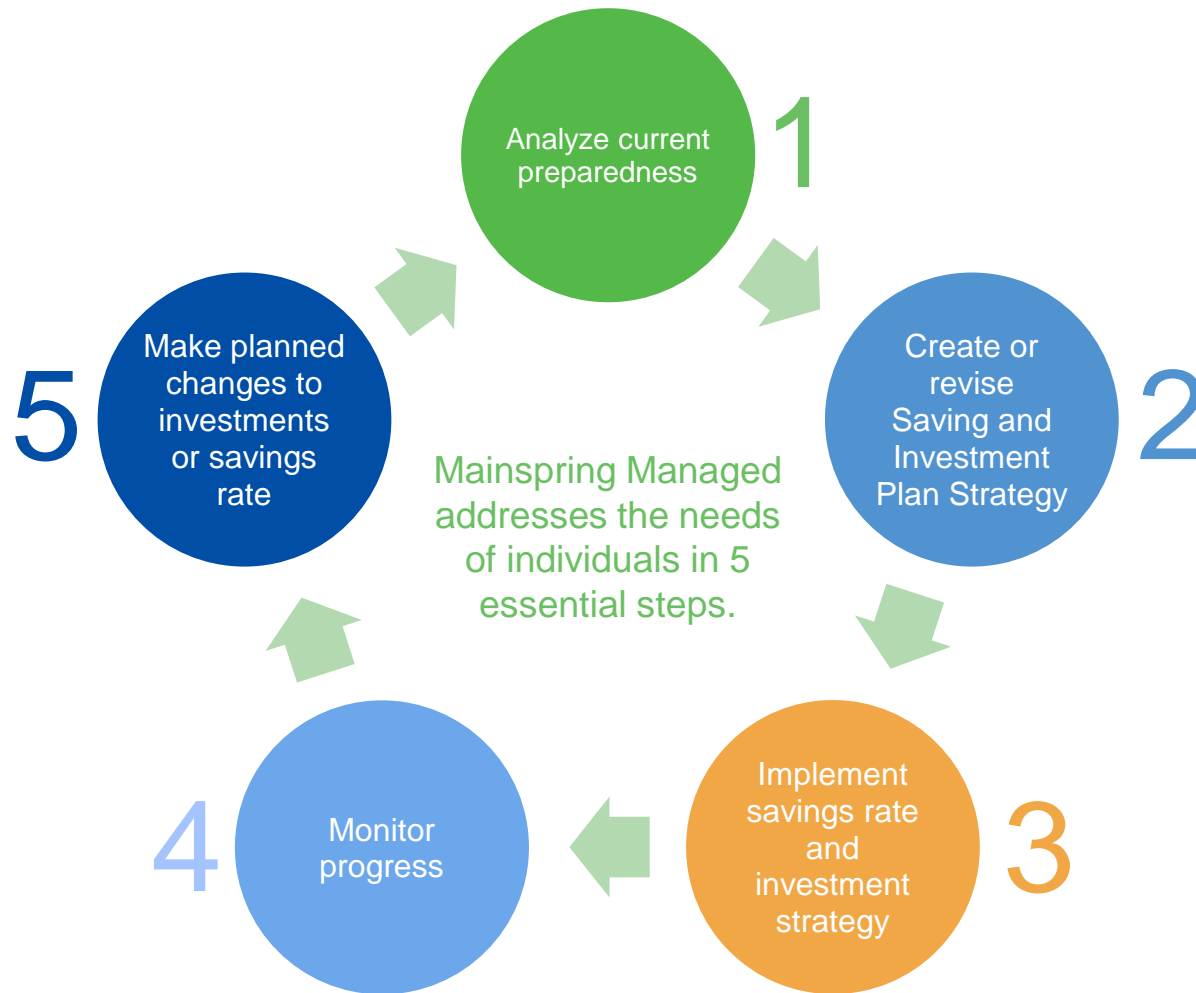 Analyze current
preparedness
1
Create or
revise
Saving and
Investment
Plan Strategy
2
Implement
savings rate
and
investment
strategy
3
Monitor
progress
4
Make planned
changes to
investments
or savings
rate
5
Mainspring Managed
addresses the needs
of individuals in 5
essential steps.